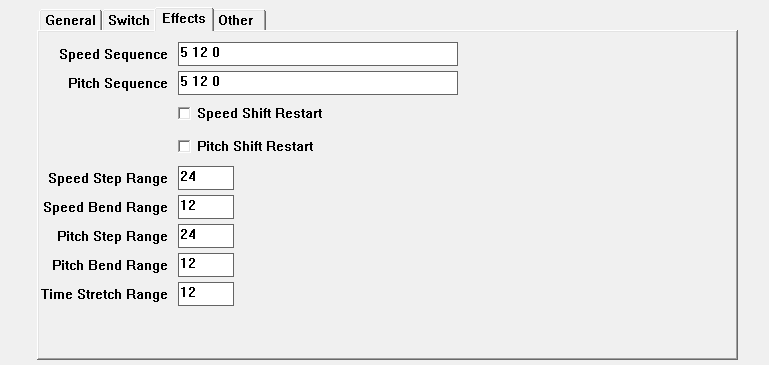 General Switch Effects Other
Speed Sequence 5 12 0
Pitch Sequence 5 12 0
Speed Shift Restart
Pitch Shift Restart
Speed Step Range 24
Speed Bend Range 12
Pitch Step Range 24
Pitch Bend Range 12
Time Stretch Range 12